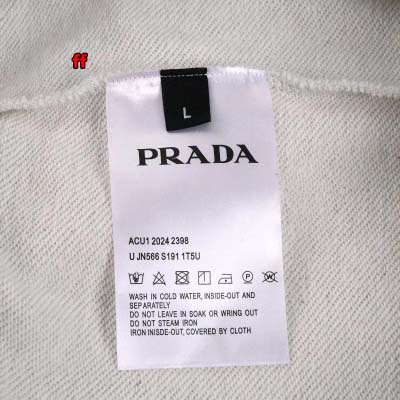 ff
L
PRADA
ACU1 2024 2398
U JN566 S191 1T5U
WASH IN COLD WATER, INSIDE-OUT AND
SEPARATELY
DO NOT LEAVE IN SOAK OR WRING OUT
DO NOT STEAM IRON
IRON INISDE-OUT, COVERED BY CLOTH